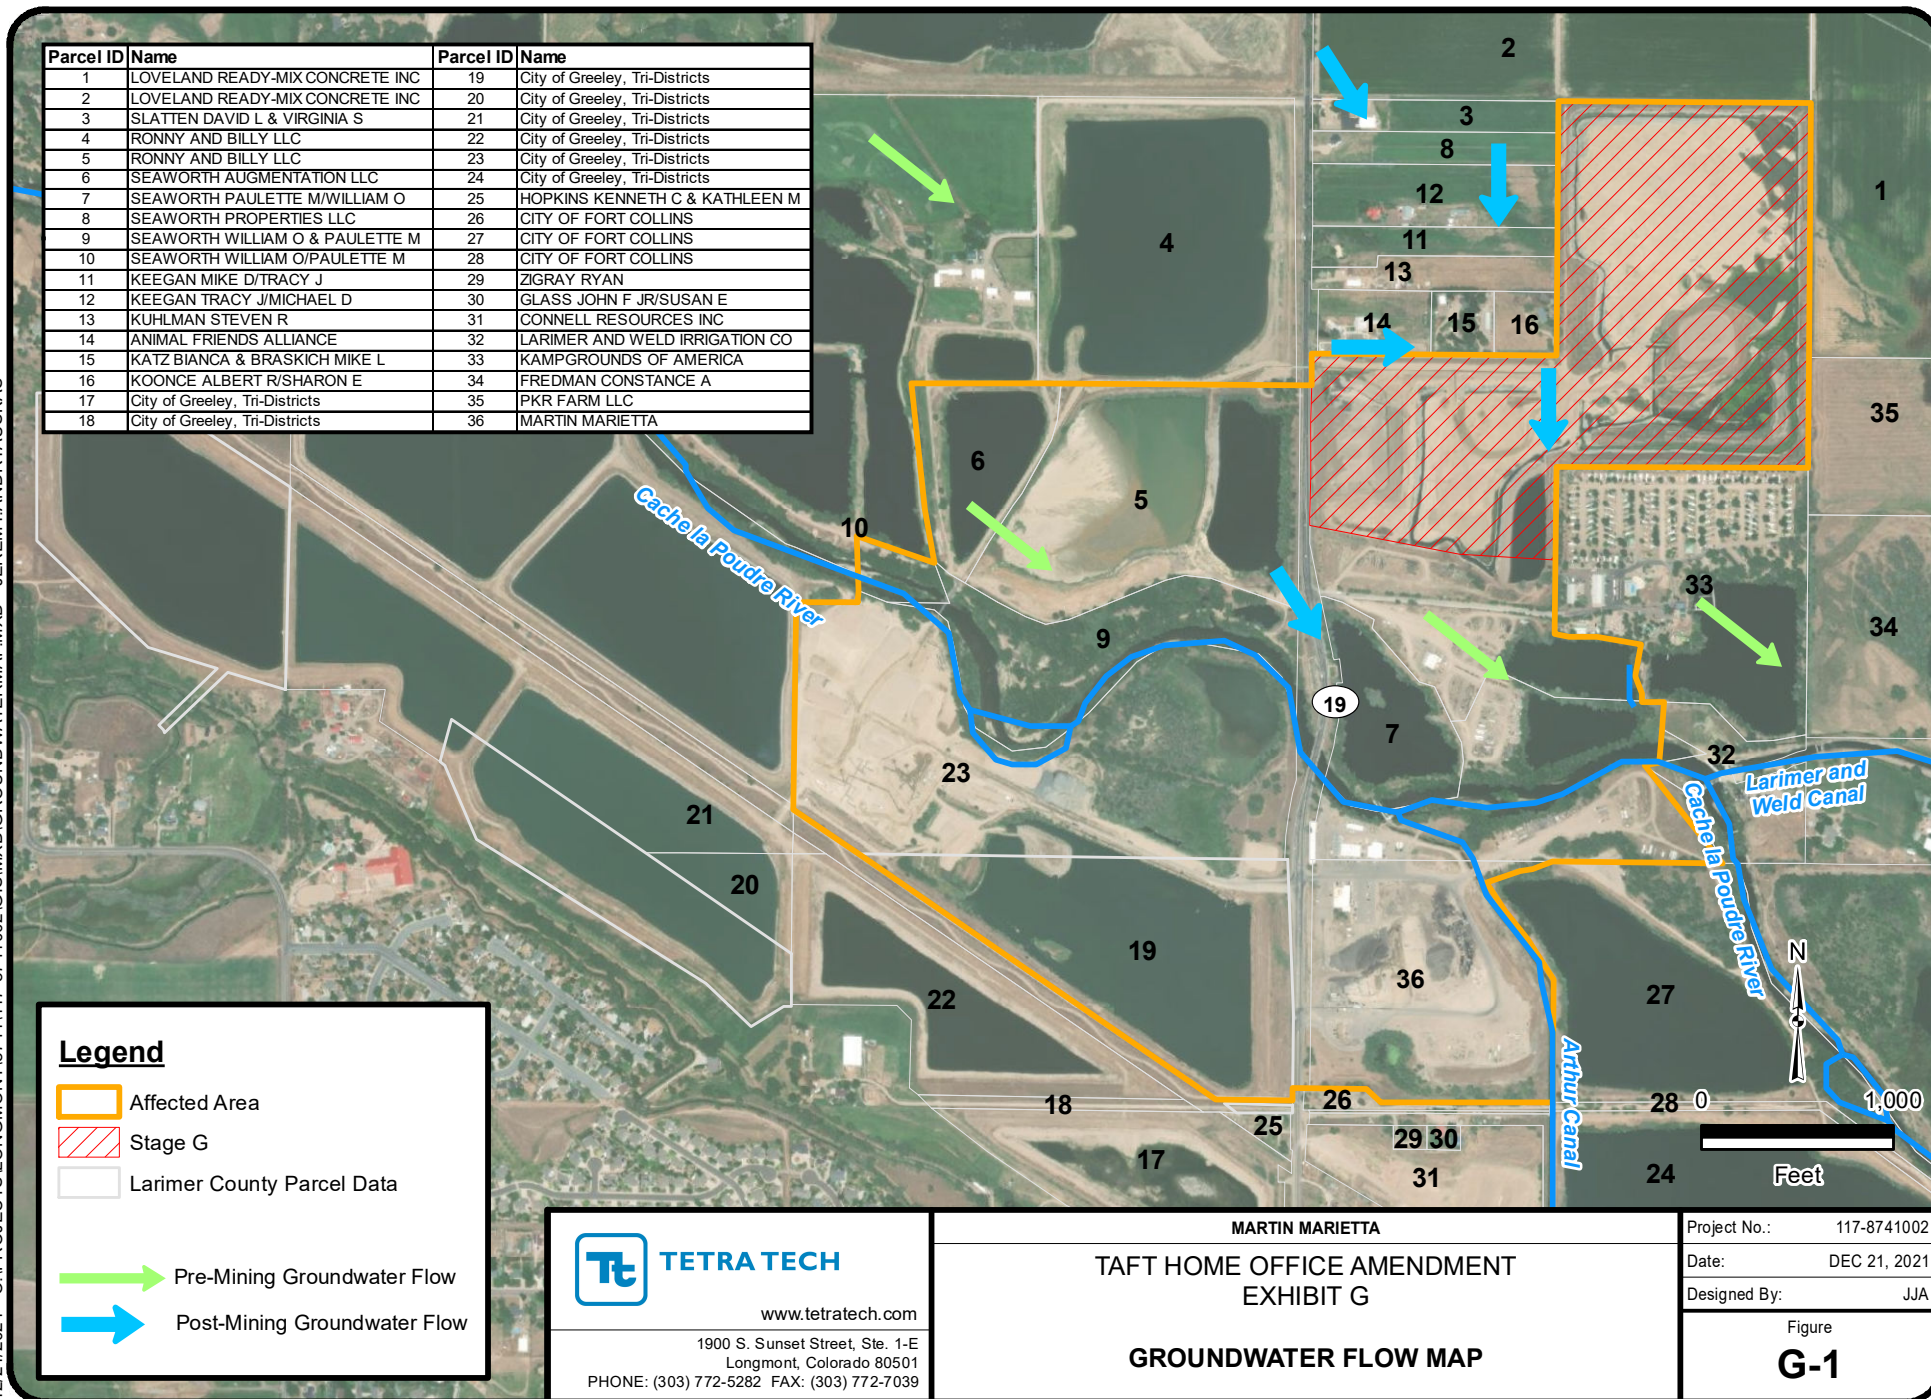 Parcel ID Name Parcel ID Name
1 LOVELAND READY-MIX CONCRETE INC 19 City of Greeley, Tri-Districts
2 LOVELAND READY-MIX CONCRETE INC 20 City of Greeley, Tri-Districts
3 SLATTEN DAVID L & VIRGINIA S 21 City of Greeley, Tri-Districts
4 RONNY AND BILLY LLC 22 City of Greeley, Tri-Districts
5 RONNY AND BILLY LLC 23 City of Greeley, Tri-Districts
6 SEAWORTH AUGMENTATION LLC 24 City of Greeley, Tri-Districts
7 SEAWORTH PAULETTE M/WILLIAM O 25 HOPKINS KENNETH C & KATHLEEN M
8 SEAWORTH PROPERTIES LLC 26 CITY OF FORT COLLINS
9 SEAWORTH WILLIAM O & PAULETTE M 27 CITY OF FORT COLLINS
10 SEAWORTH WILLIAM O/PAULETTE M 28 CITY OF FORT COLLINS
11 KEEGAN MIKE D/TRACY J 29 ZIGRAY RYAN
12 KEEGAN TRACY J/MICHAEL D 30 GLASS JOHN F JR/SUSAN E
13 KUHLMAN STEVEN R 31 CONNELL RESOURCES INC
14 ANIMAL FRIENDS ALLIANCE 32 LARIMER AND WELD IRRIGATION CO
15 KATZ BIANCA & BRASKICH MIKE L 33 KAMPGROUNDS OF AMERICA
16 KOONCE ALBERT R/SHARON E 34 FREDMAN CONSTANCE A
17 City of Greeley, Tri-Districts 35 PKR FARM LLC
18 City of Greeley, Tri-Districts 36 MARTIN MARIETTA
2
3
8
1
12
4
11
13
14 15 16
35
6
5
10
Cache la Poudre River
33
9
34
19
7
32
23
Larimer and
Weld Canal
21
Cache la Poudre River
20
19
36
22
27
N
Arthur Canal
18
26
28
25
29 30
17
31
24
0 1,000
Feet
Legend
Affected Area
Stage G
Larimer County Parcel Data
Pre-Mining Groundwater Flow
Post-Mining Groundwater Flow
Tt TETRA TECH
www.tetratech.com
1900 S. Sunset Street, Ste. 1-E
Longmont, Colorado 80501
PHONE: (303) 772-5282 FAX: (303) 772-7039
MARTIN MARIETTA
TAFT HOME OFFICE AMENDMENT
EXHIBIT G
GROUNDWATER FLOW MAP
Project No.: 117-8741002
Date: DEC 21, 2021
Designed By: JJA
Figure
G-1